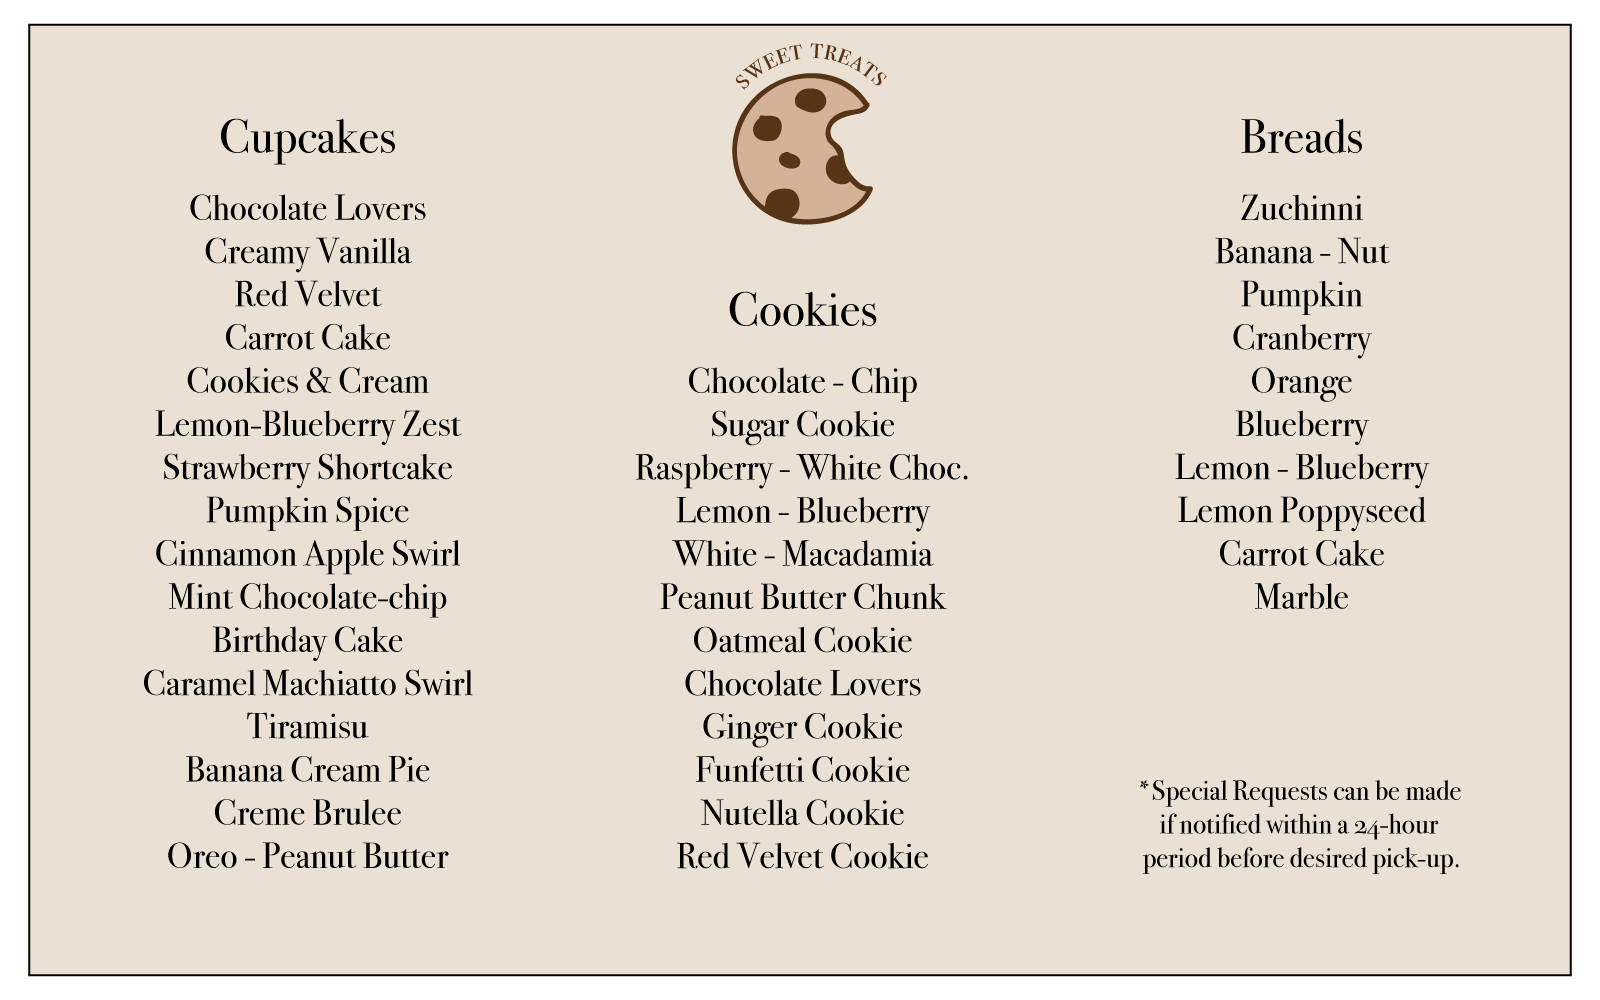 SWEET TREATS
Cupcakes
Chocolate Lovers
Creamy Vanilla
Red Velvet
Carrot Cake
Cookies & Cream
Lemon-Blueberry Zest
Strawberry Shortcake
Pumpkin Spice
Cinnamon Apple Swirl
Mint Chocolate-chip
Birthday Cake
Caramel Machiatto Swirl
Tiramisu
Banana Cream Pie
Creme Brulee
Oreo - Peanut Butter
Cookies
Chocolate - Chip
Sugar Cookie
Raspberry - White Choc.
Lemon - Blueberry
White - Macadamia
Peanut Butter Chunk
Oatmeal Cookie
Chocolate Lovers
Ginger Cookie
Funfetti Cookie
Nutella Cookie
Red Velvet Cookie
Breads
Zuchinni
Banana - Nut
Pumpkin
Cranberry
Orange
Blueberry
Lemon - Blueberry
Lemon Poppyseed
Carrot Cake
Marble
*Special Requests can be made
if notified within a 24-hour
period before desired pick-up.